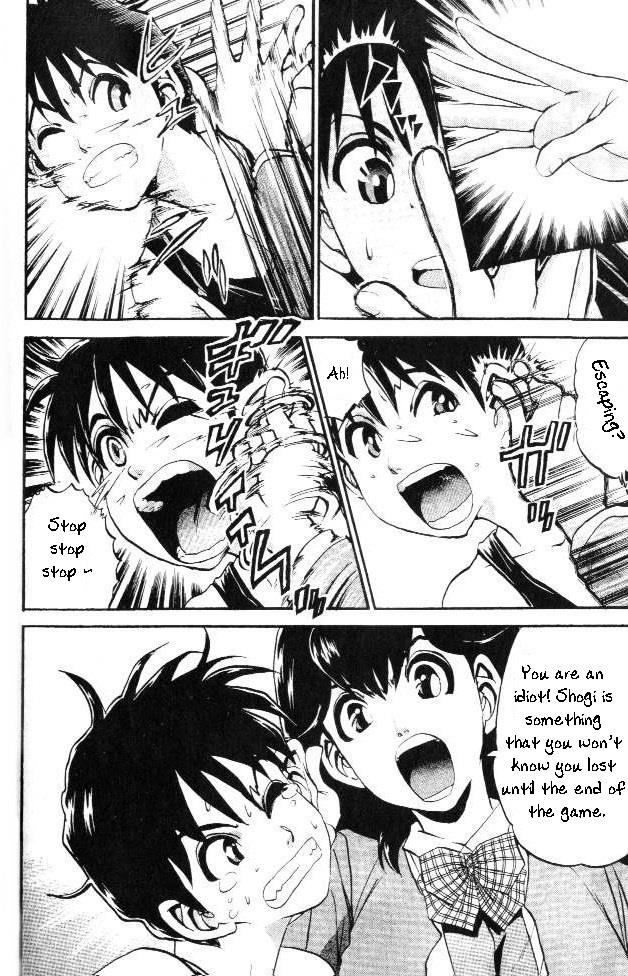 Escaping?
Ah!
Stop
stop
stop ~
You are an
idiot! Shogi is
something
that you won't
know you lost
until the end of
the game.